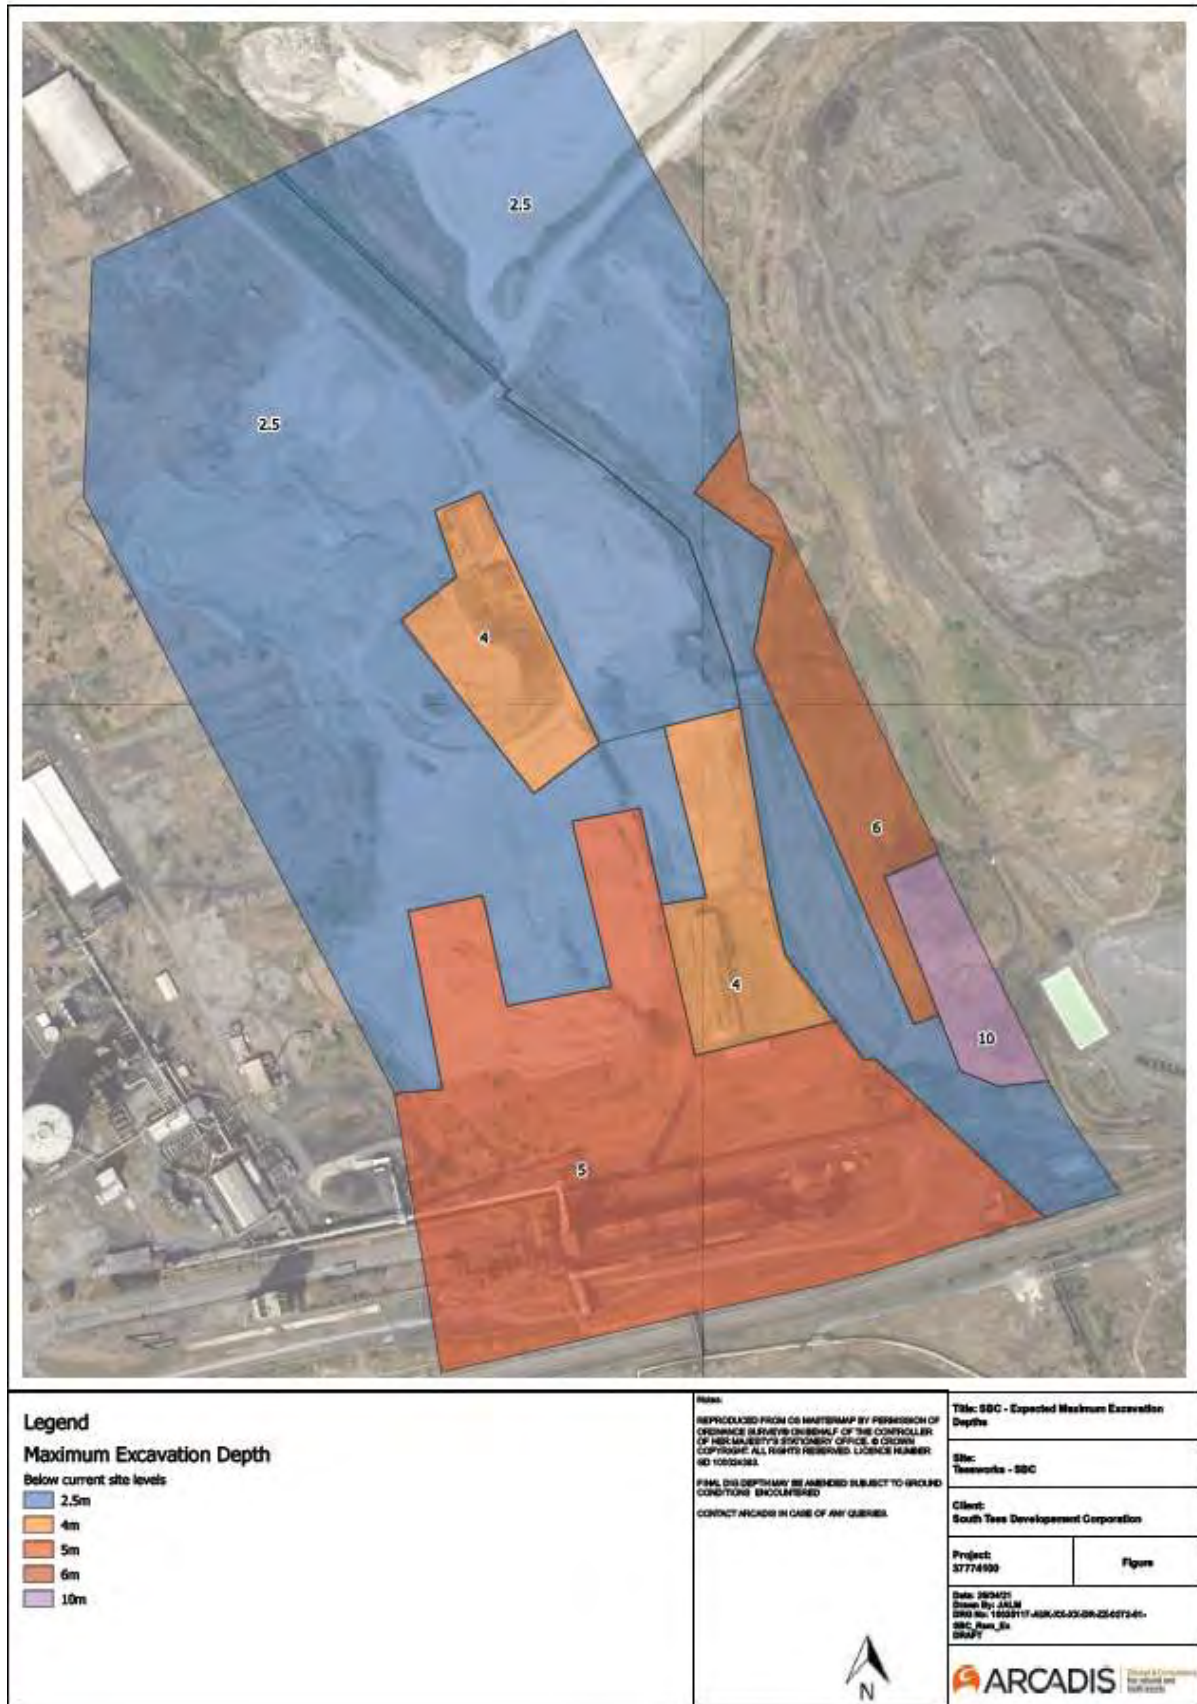 2.5
2.5
4
6
4
10
5
Legend
Maximum Excavation Depth
Below current site levels
2.5m
4m
5m
6m
10m
Notes:
REPRODUCED FROM OS MASTERMAP BY PERMISSION OF
ORDNANCE SURVEY® ON BEHALF OF THE CONTROLLER
OF HER MAJESTY'S STATIONERY OFFICE. © CROWN
COPYRIGHT. ALL RIGHTS RESERVED. LICENCE NUMBER
FINAL DIG DEPTH MAY BE AMENDED SUBJECT TO GROUND
CONDITIONS ENCOUNTERED
CONTACT ARCADIS IN CASE OF ANY QUERIES.
N
Title: SBC - Expected Maximum Excavation
Depths
Site:
Teesworks - SBC
Client:
South Tees Developement Corporation
Project:
Figure
Drawn By:
DRAFT
ARCADIS